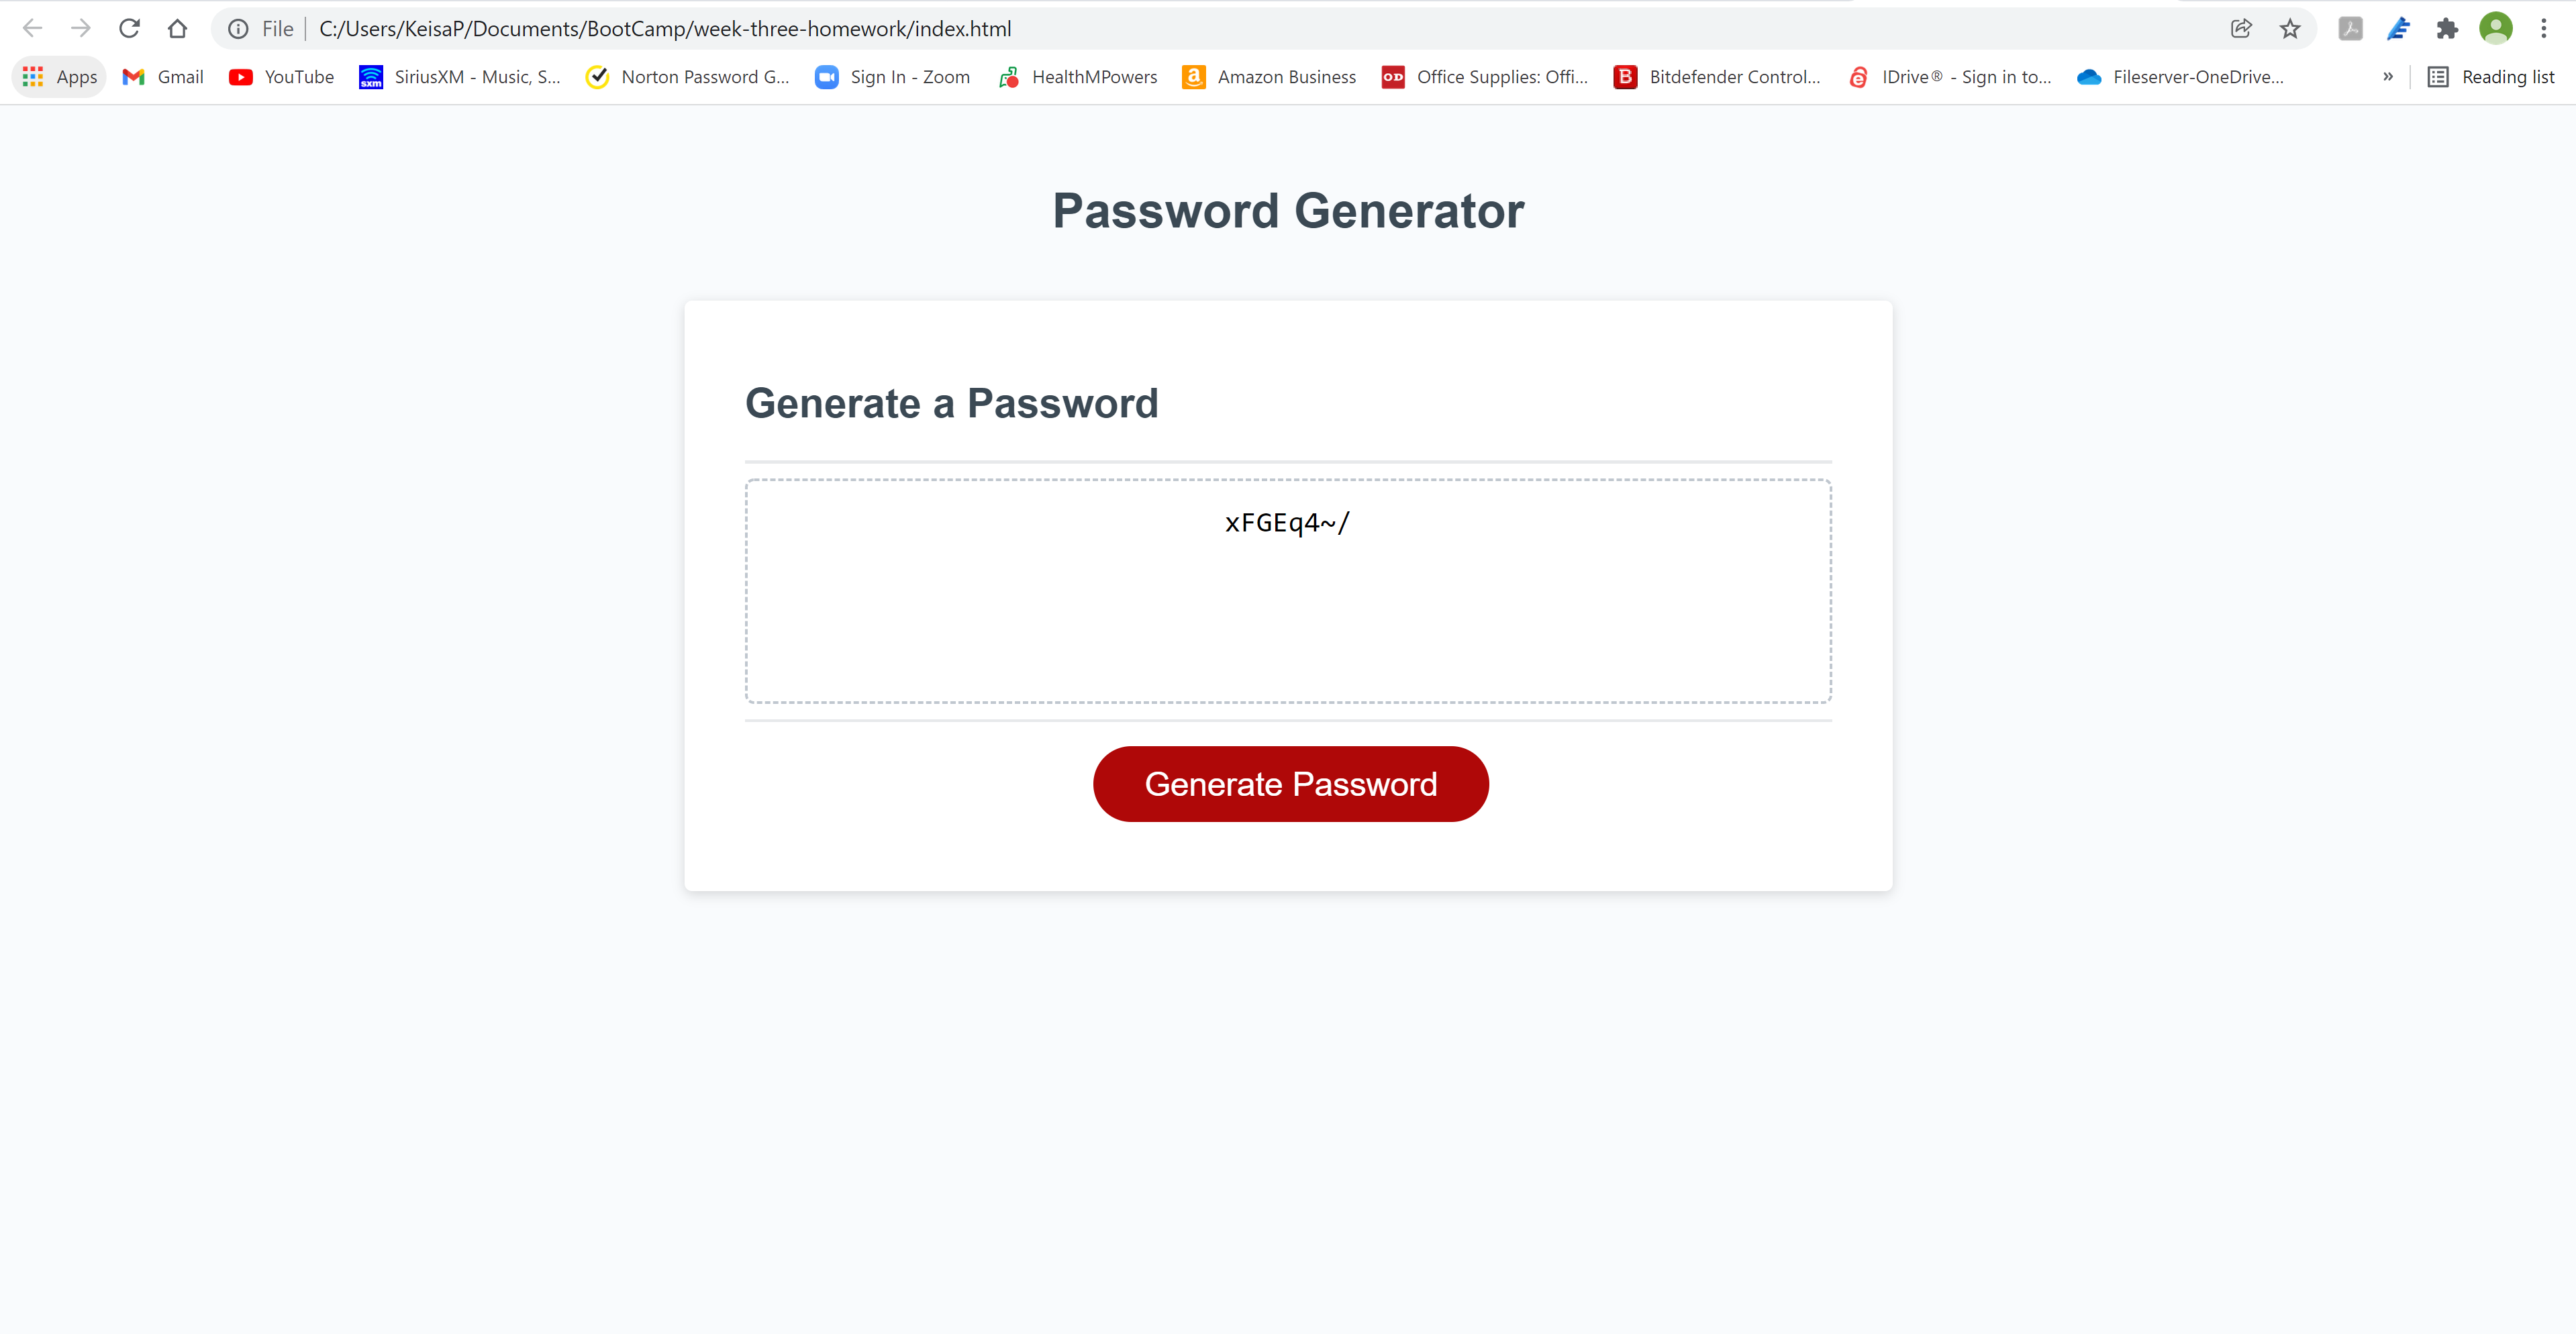 File C:/Users/KeisaP/Documents/BootCamp/week-three-homework/index.html
Apps Gmail YouTube sxm SiriusXM - Music, S... Norton Password G... Sign In - Zoom HealthMPowers a Amazon Business OD Office Supplies: Offi... B Bitdefender Control... e IDrive® - Sign in to... Fileserver-OneDrive... » Reading list
Password Generator
Generate a Password
xFGEq4~/
Generate Password